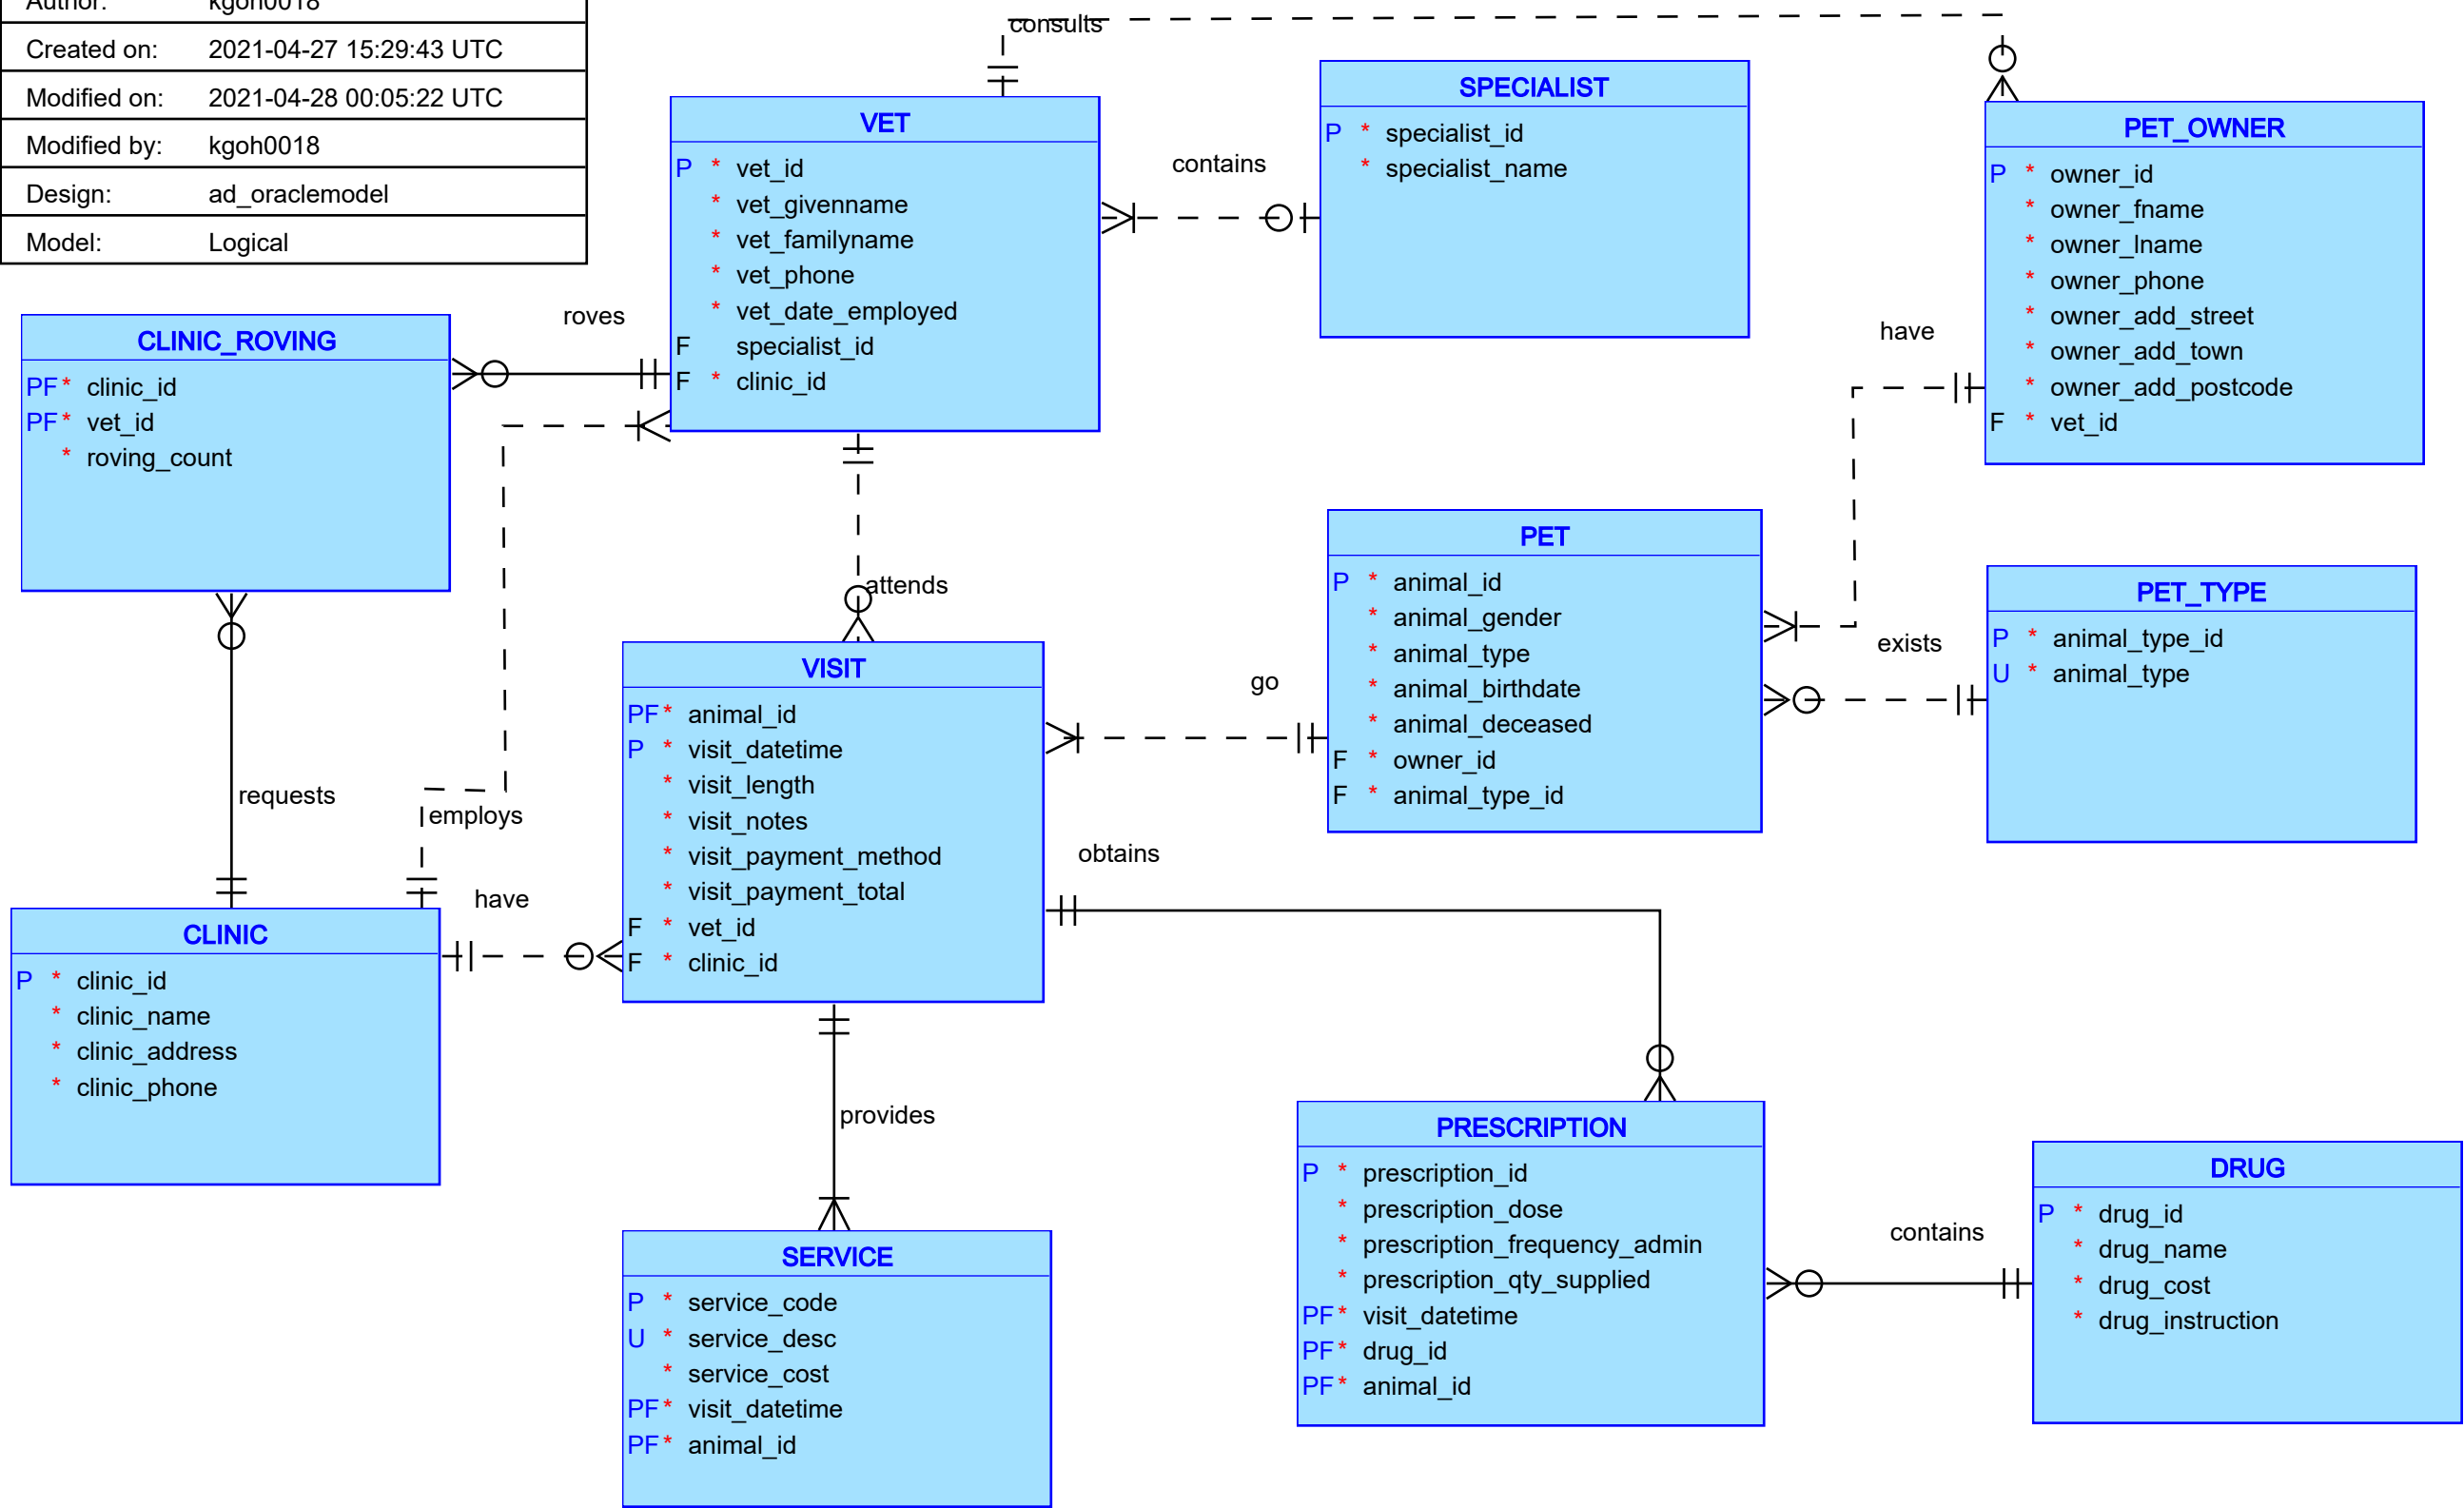 Author: kgoh0018
Created on: 2021-04-27 15:29:43 UTC
Modified on: 2021-04-28 00:05:22 UTC
Modified by: kgoh0018
Design: ad_oraclemodel
Model: Logical
consults
VET
P * vet_id
* vet_givenname
* vet_familyname
* vet_phone
* vet_date_employed
F specialist_id
F * clinic_id
contains
SPECIALIST
P * specialist_id
* specialist_name
PET_OWNER
P * owner_id
* owner_fname
* owner_lname
* owner_phone
* owner_add_street
* owner_add_town
* owner_add_postcode
F * vet_id
roves
have
CLINIC_ROVING
PF * clinic_id
PF * vet_id
* roving_count
attends
PET
P * animal_id
* animal_gender
* animal_type
* animal_birthdate
* animal_deceased
F * owner_id
F * animal_type_id
exists
PET_TYPE
P * animal_type_id
U * animal_type
go
VISIT
PF * animal_id
P * visit_datetime
* visit_length
* visit_notes
* visit_payment_method
* visit_payment_total
F * vet_id
F * clinic_id
requests
employs
obtains
have
CLINIC
P * clinic_id
* clinic_name
* clinic_address
* clinic_phone
provides
SERVICE
P * service_code
U * service_desc
* service_cost
PF * visit_datetime
PF * animal_id
PRESCRIPTION
P * prescription_id
* prescription_dose
* prescription_frequency_admin
* prescription_qty_supplied
PF * visit_datetime
PF * drug_id
PF * animal_id
contains
DRUG
P * drug_id
* drug_name
* drug_cost
* drug_instruction